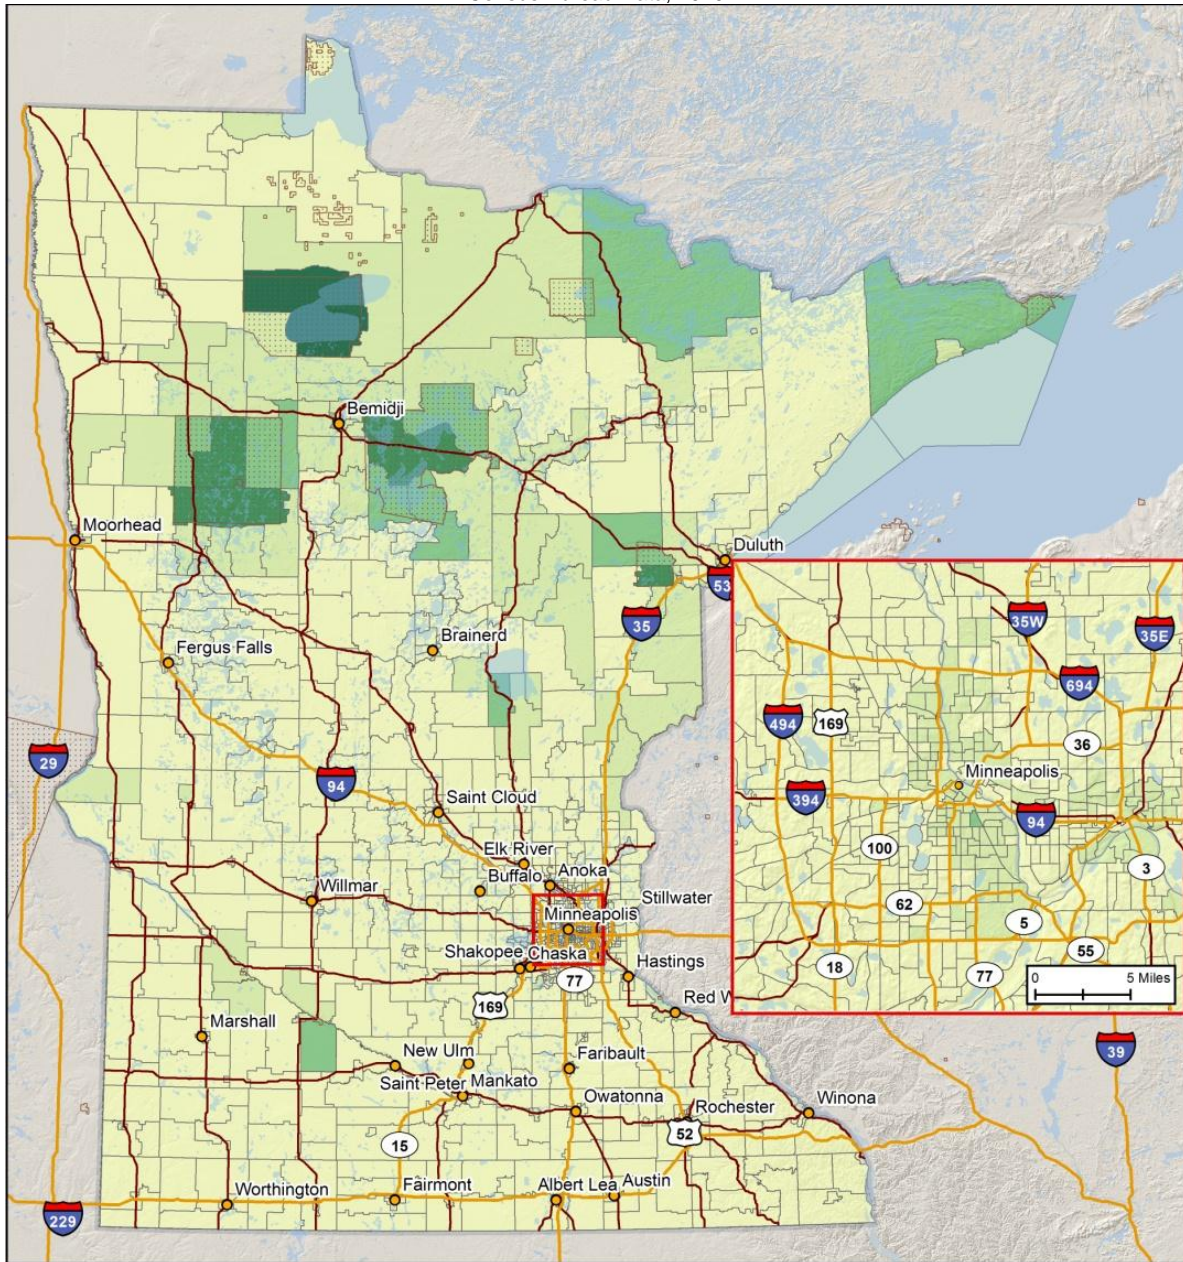 Bemidji
Moorhead
Duluth
53
35
Brainerd
Fergus Falls
35W
35E
694
494
169
36
29
94
Minneapolis
394
94
Saint Cloud
100
3
Elk River
Buffalo
Anoka
Willmar
62
Stillwater
Minneapolis
5
55
Shakopee
Chaska
18
77
0
5 Miles
Hastings
77
169
Red W
Marshall
39
New Ulm
Faribault
Saint Peter
Mankato
Owatonna
Rochester
Winona
52
15
Worthington
Fairmont
Albert Lea
Austin
229